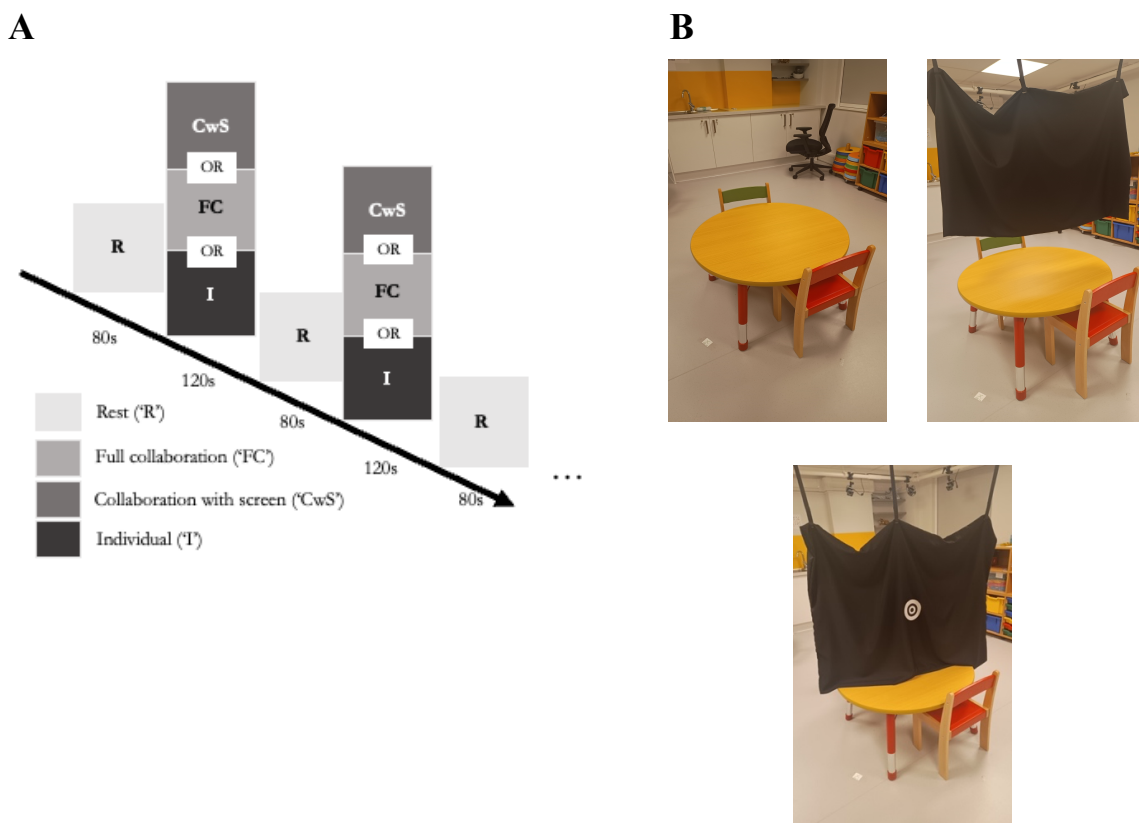 A
B
CwS
OR
FC
OR
I
R
80s
CwS
OR
FC
OR
I
R
120s
80s
R
120s
80s
...
Rest (‘R’)
Full collaboration (‘FC’)
Collaboration with screen (‘CwS’)
Individual (‘I’)